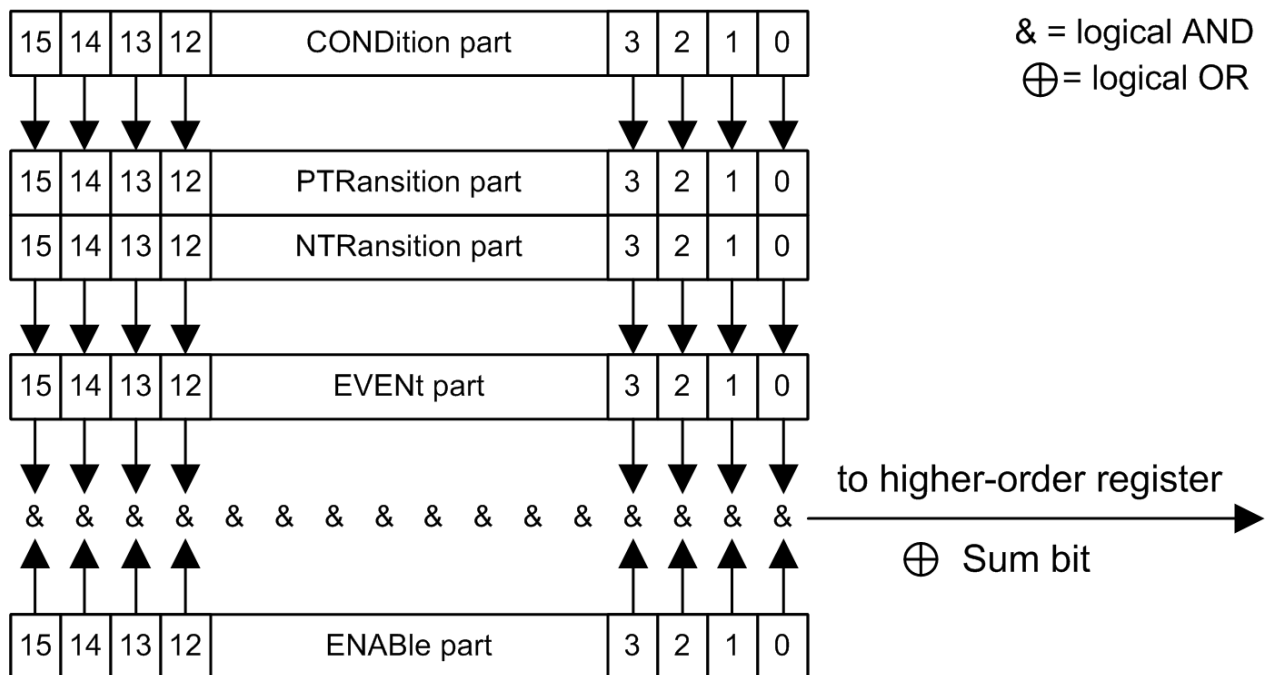 15 14 13 12 CONDition part 3 2 1 0
& = logical AND
⊕ = logical OR
15 14 13 12 PTRansition part 3 2 1 0
15 14 13 12 NTRansition part 3 2 1 0
15 14 13 12 EVENt part 3 2 1 0
to higher-order register
& & & & & & & & & & & & & & & &
⊕ Sum bit
15 14 13 12 ENABle part 3 2 1 0